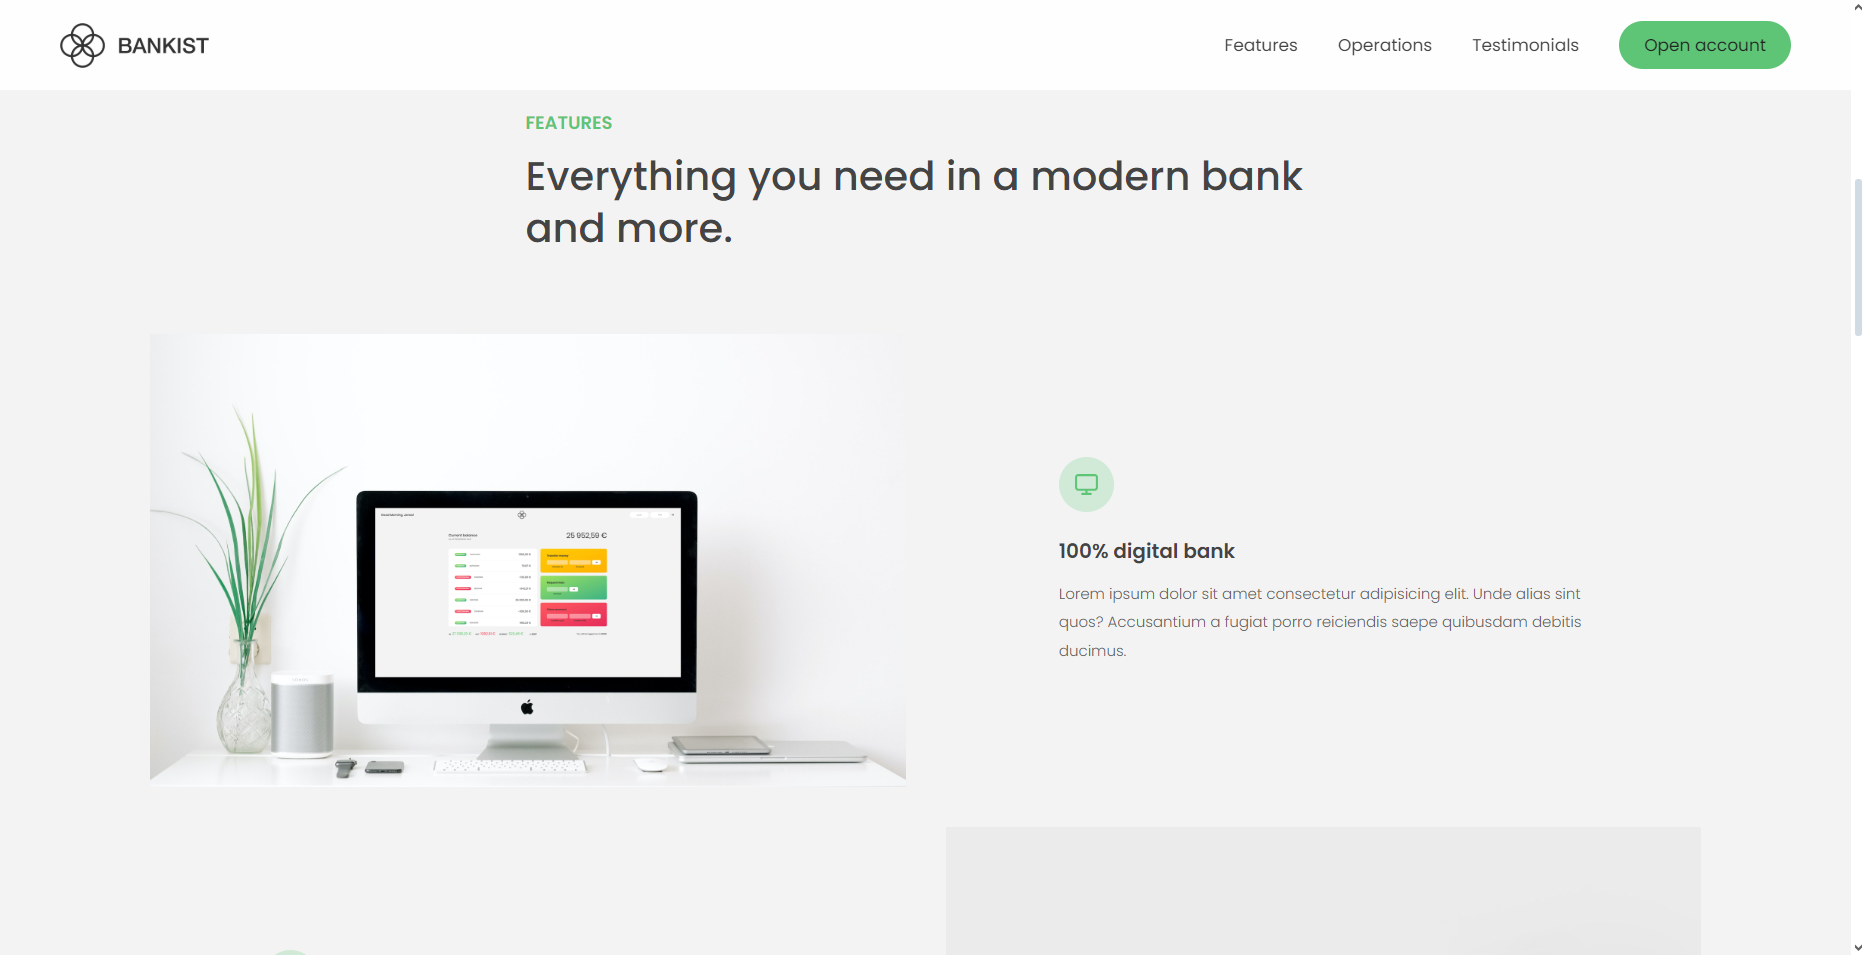 BANKIST
Features
Operations
Testimonials
Open account
FEATURES
Everything you need in a modern bank
and more.
Current balance
25 952,59 €
100% digital bank
Lorem ipsum dolor sit amet consectetur adipisicing elit. Unde alias sint
quos? Accusantium a fugiat porro reiciendis saepe quibusdam debitis
ducimus.